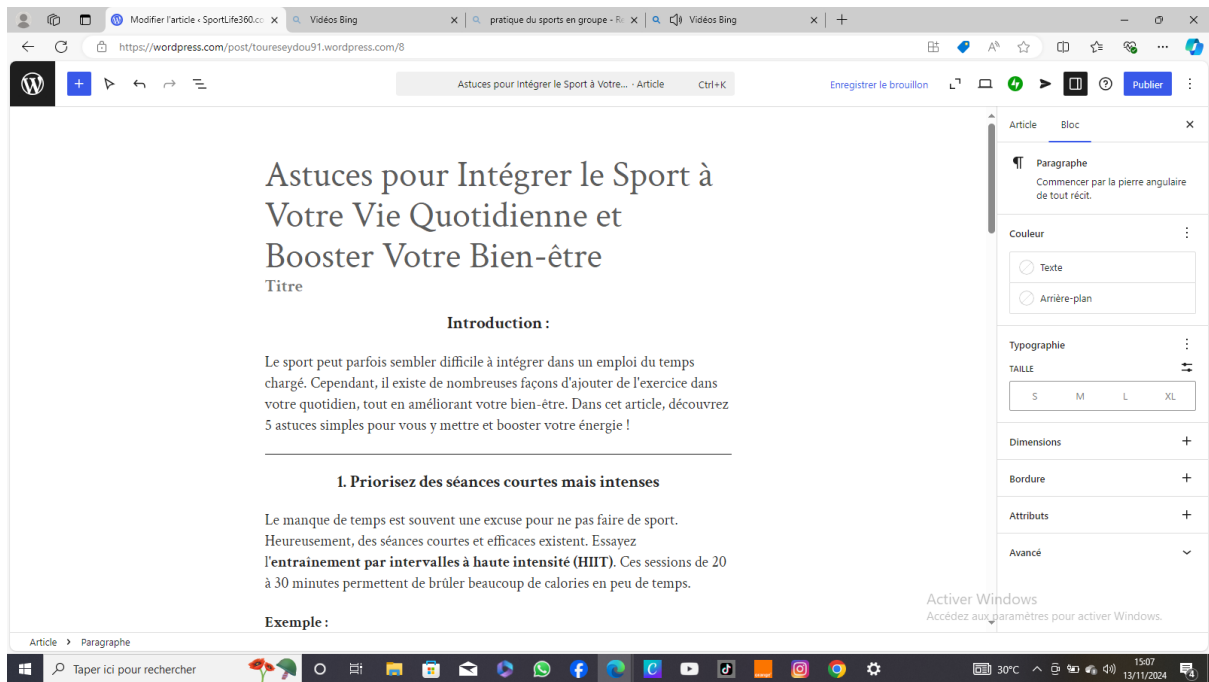 Modifier l'article ‹ SportLife360.co
Vidéos Bing
pratique du sports en groupe - Re
Vidéos Bing
https://wordpress.com/post/toureseydou91.wordpress.com/8
Astuces pour Intégrer le Sport à Votre... · Article Ctrl+K
Enregistrer le brouillon
Publier
Article Bloc
Paragraphe
Commencer par la pierre angulaire
de tout récit.
Couleur
Texte
Arrière-plan
Typographie
TAILLE
S M L XL
Dimensions
Bordure
Attributs
Avancé
Astuces pour Intégrer le Sport à
Votre Vie Quotidienne et
Booster Votre Bien-être
Titre
Introduction :
Le sport peut parfois sembler difficile à intégrer dans un emploi du temps
chargé. Cependant, il existe de nombreuses façons d'ajouter de l'exercice dans
votre quotidien, tout en améliorant votre bien-être. Dans cet article, découvrez
5 astuces simples pour vous y mettre et booster votre énergie !
1. Priorisez des séances courtes mais intenses
Le manque de temps est souvent une excuse pour ne pas faire de sport.
Heureusement, des séances courtes et efficaces existent. Essayez
l'entraînement par intervalles à haute intensité (HIIT). Ces sessions de 20
à 30 minutes permettent de brûler beaucoup de calories en peu de temps.
Exemple :
Activer Windows
Accédez aux paramètres pour activer Windows.
Article › Paragraphe
Taper ici pour rechercher
30°C
15:07
13/11/2024
4